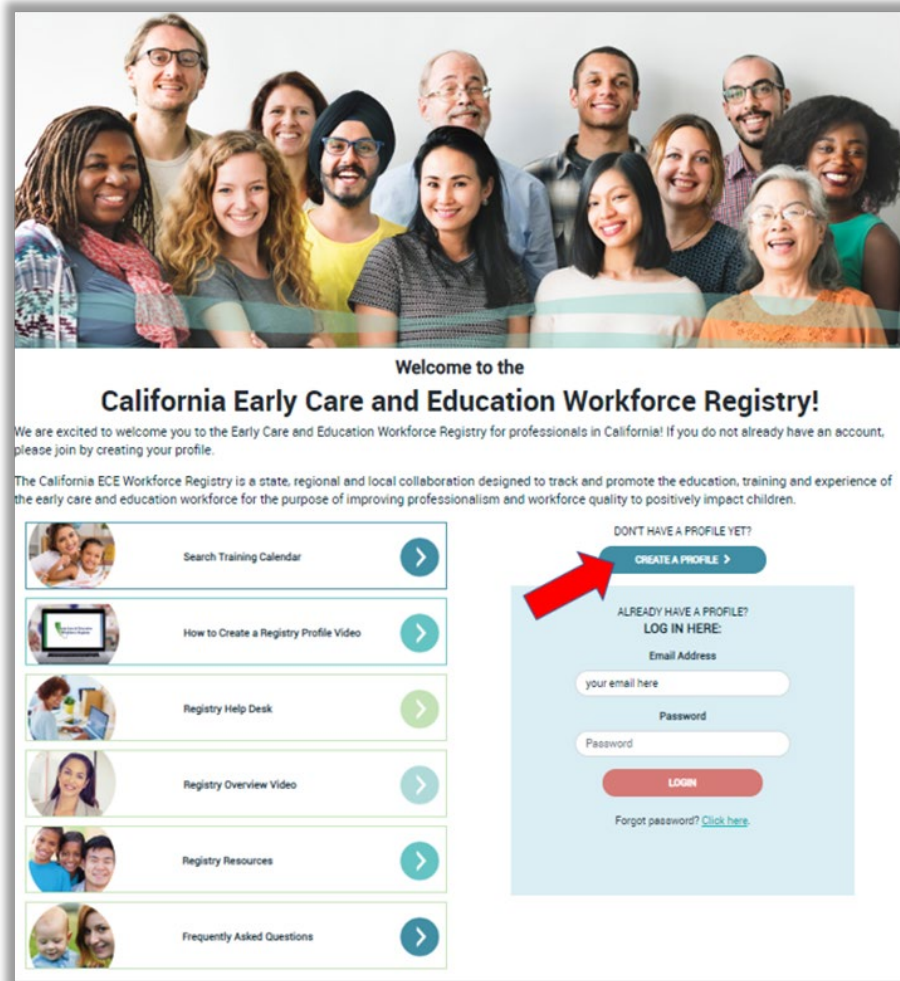 Welcome to the
California Early Care and Education Workforce Registry!
We are excited to welcome you to the Early Care and Education Workforce Registry for professionals in California! If you do not already have an account,
please join by creating your profile.
The California ECE Workforce Registry is a state, regional and local collaboration designed to track and promote the education, training and experience of
the early care and education workforce for the purpose of improving professionalism and workforce quality to positively impact children.
Search Training Calendar
How to Create a Registry Profile Video
Registry Help Desk
Registry Overview Video
Registry Resources
Frequently Asked Questions
DON'T HAVE A PROFILE YET?
CREATE A PROFILE >
ALREADY HAVE A PROFILE?
LOG IN HERE:
Email Address
your email here
Password
Password
LOGIN
Forgot password? Click here.